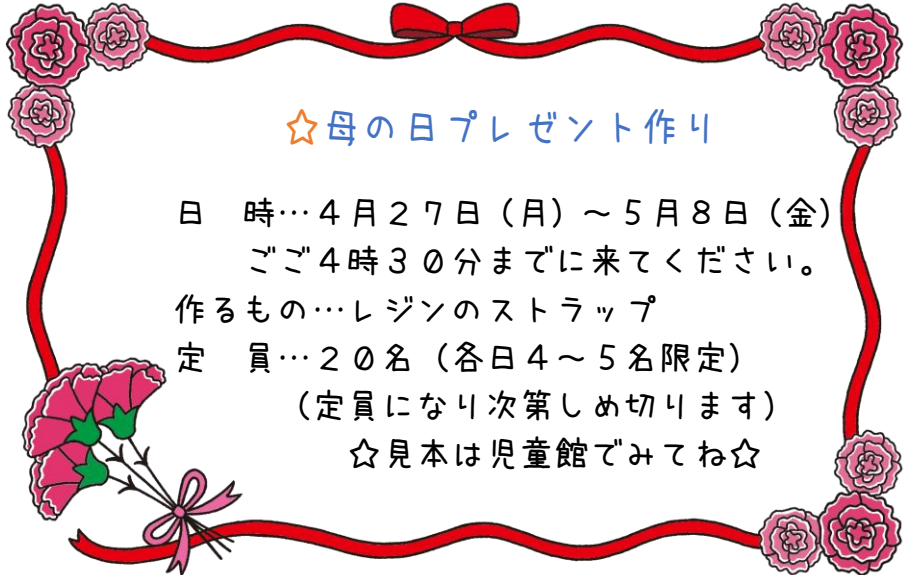 ☆母の日プレゼント作り
日　時…４月２７日（月）～５月８日（金）
ごご４時３０分までに来てください。
作るもの…レジンのストラップ
定　員…２０名（各日４～５名限定）
（定員になり次第しめ切ります）
☆見本は児童館でみてね☆